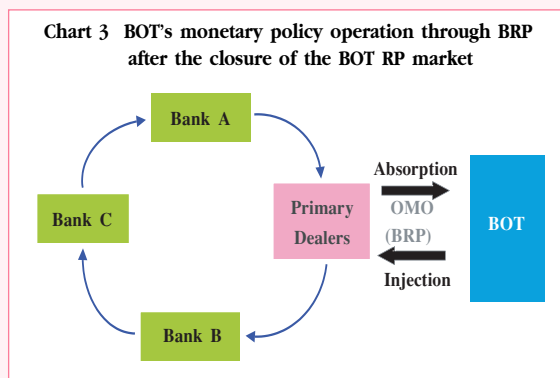 Chart 3 BOT's monetary policy operation through BRP
after the closure of the BOT RP market
Bank A
Absorption
Bank C
Primary
Dealers
OMO
(BRP)
BOT
Injection
Bank B